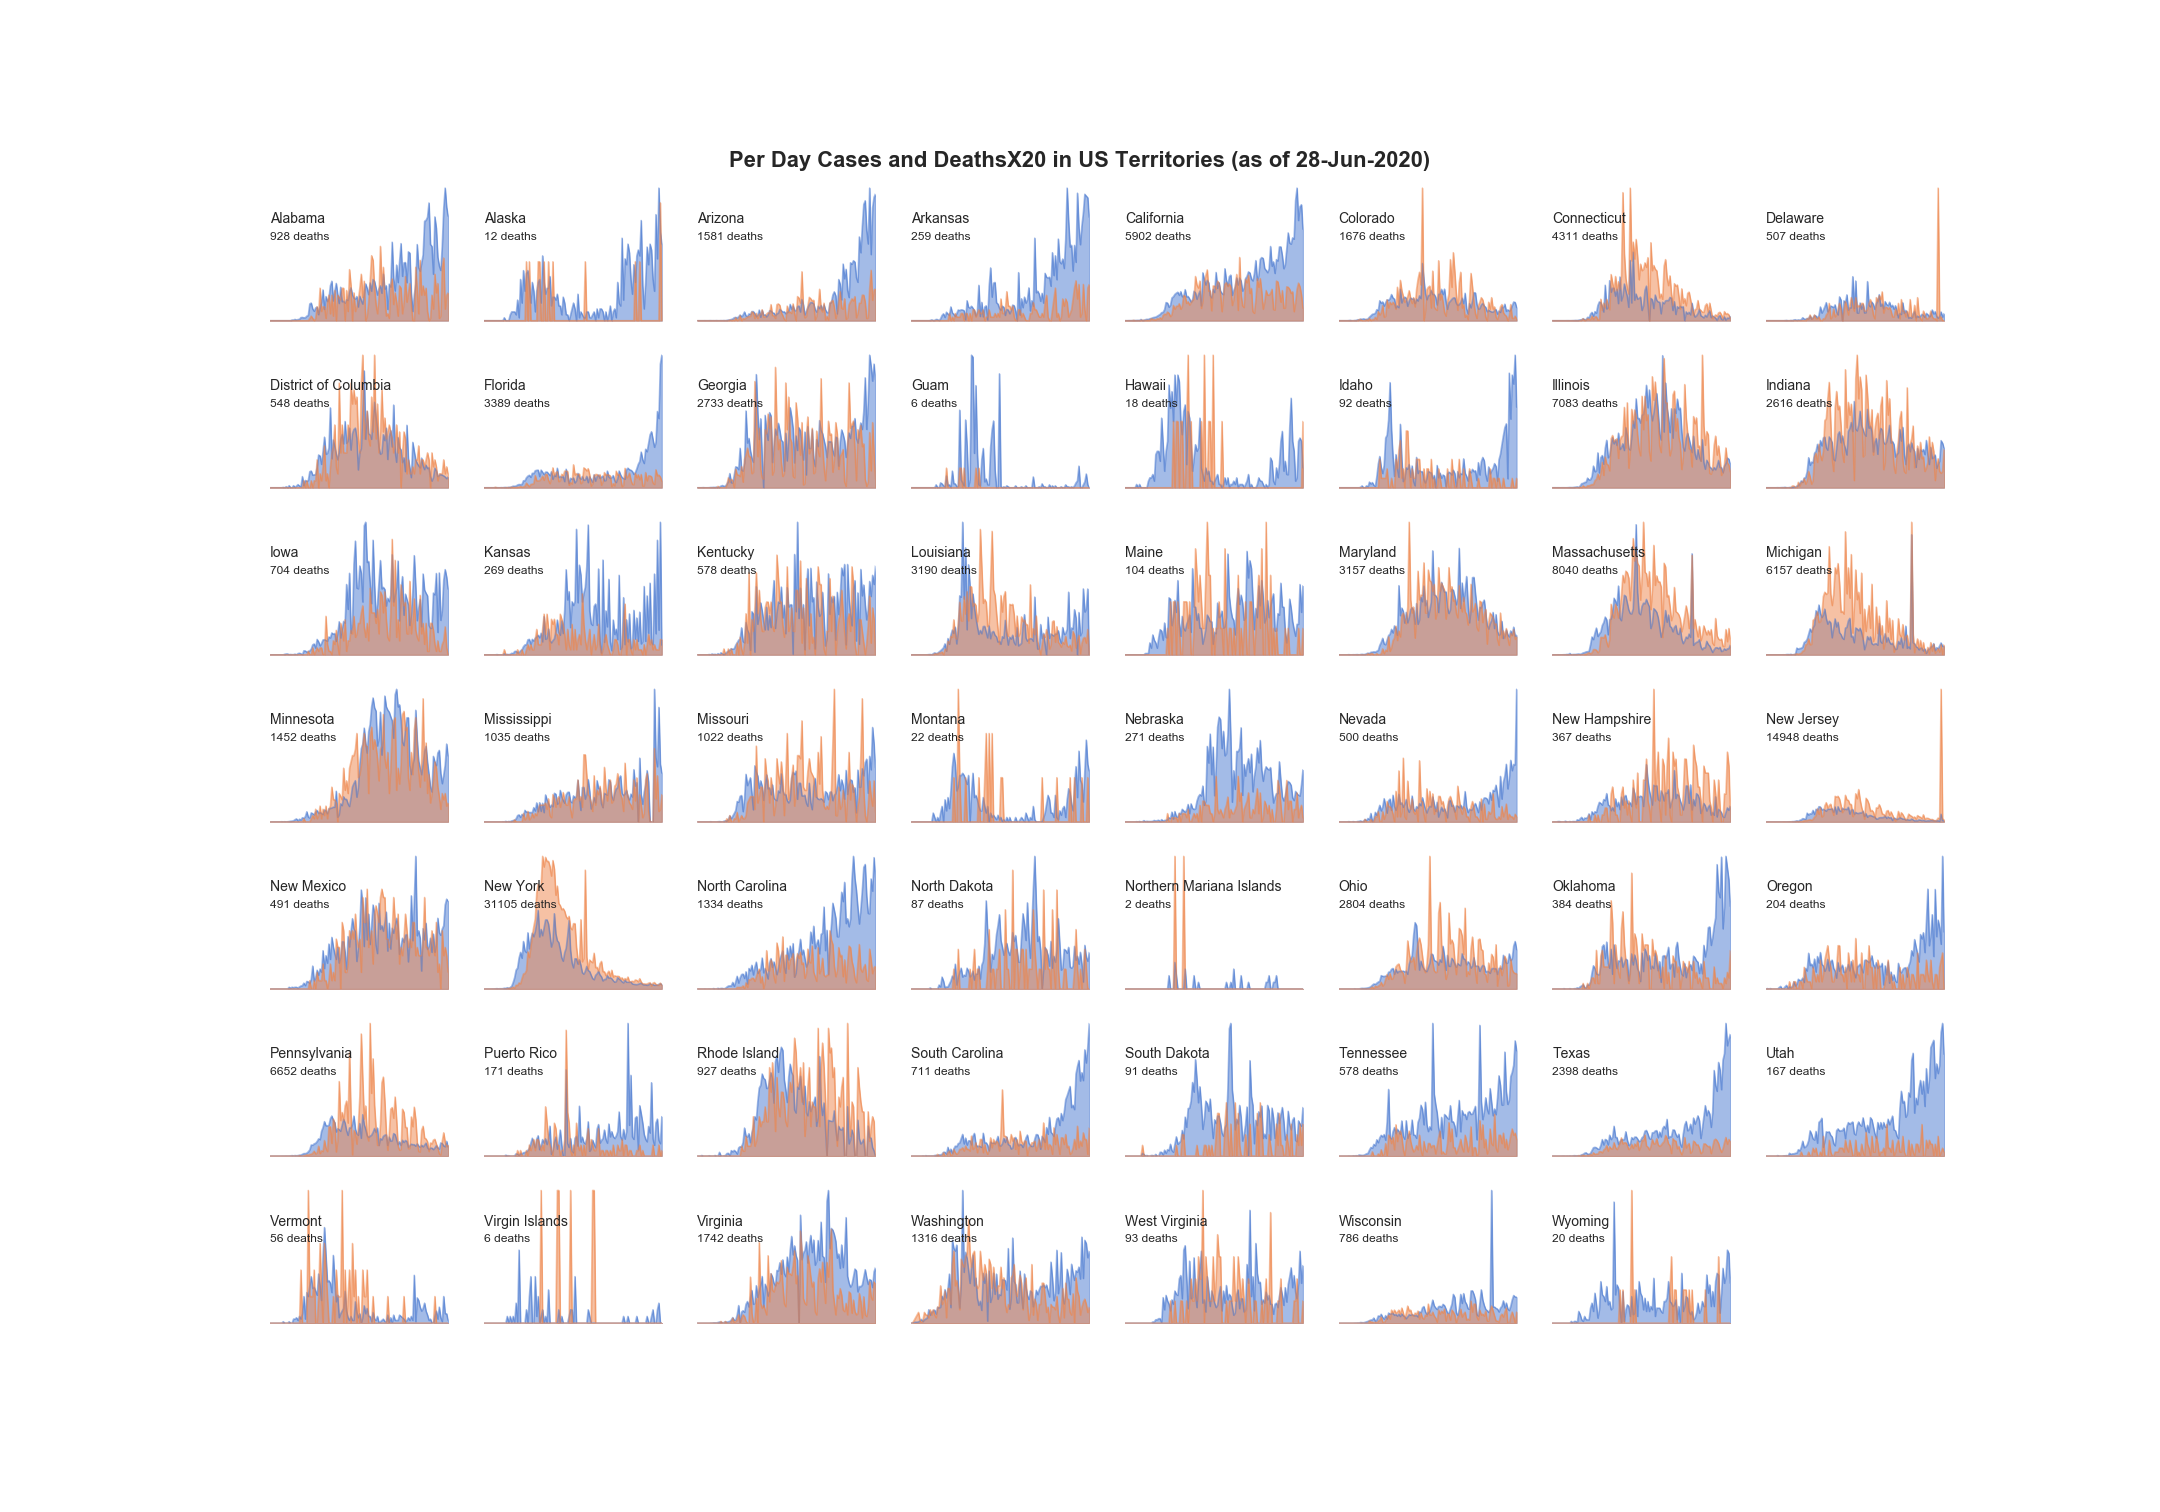 Per Day Cases and DeathsX20 in US Territories (as of 28-Jun-2020)
Alabama
928 deaths
Alaska
12 deaths
Arizona
1581 deaths
Arkansas
259 deaths
California
5902 deaths
Colorado
1676 deaths
Connecticut
4311 deaths
Delaware
507 deaths
District of Columbia
548 deaths
Florida
3389 deaths
Georgia
2733 deaths
Guam
6 deaths
Hawaii
18 deaths
Idaho
92 deaths
Illinois
7083 deaths
Indiana
2616 deaths
Iowa
704 deaths
Kansas
269 deaths
Kentucky
578 deaths
Louisiana
3190 deaths
Maine
104 deaths
Maryland
3157 deaths
Massachusetts
8040 deaths
Michigan
6157 deaths
Minnesota
1452 deaths
Mississippi
1035 deaths
Missouri
1022 deaths
Montana
22 deaths
Nebraska
271 deaths
Nevada
500 deaths
New Hampshire
367 deaths
New Jersey
14948 deaths
New Mexico
491 deaths
New York
31105 deaths
North Carolina
1334 deaths
North Dakota
87 deaths
Northern Mariana Islands
2 deaths
Ohio
2804 deaths
Oklahoma
384 deaths
Oregon
204 deaths
Pennsylvania
6652 deaths
Puerto Rico
171 deaths
Rhode Island
927 deaths
South Carolina
711 deaths
South Dakota
91 deaths
Tennessee
578 deaths
Texas
2398 deaths
Utah
167 deaths
Vermont
56 deaths
Virgin Islands
6 deaths
Virginia
1742 deaths
Washington
1316 deaths
West Virginia
93 deaths
Wisconsin
786 deaths
Wyoming
20 deaths